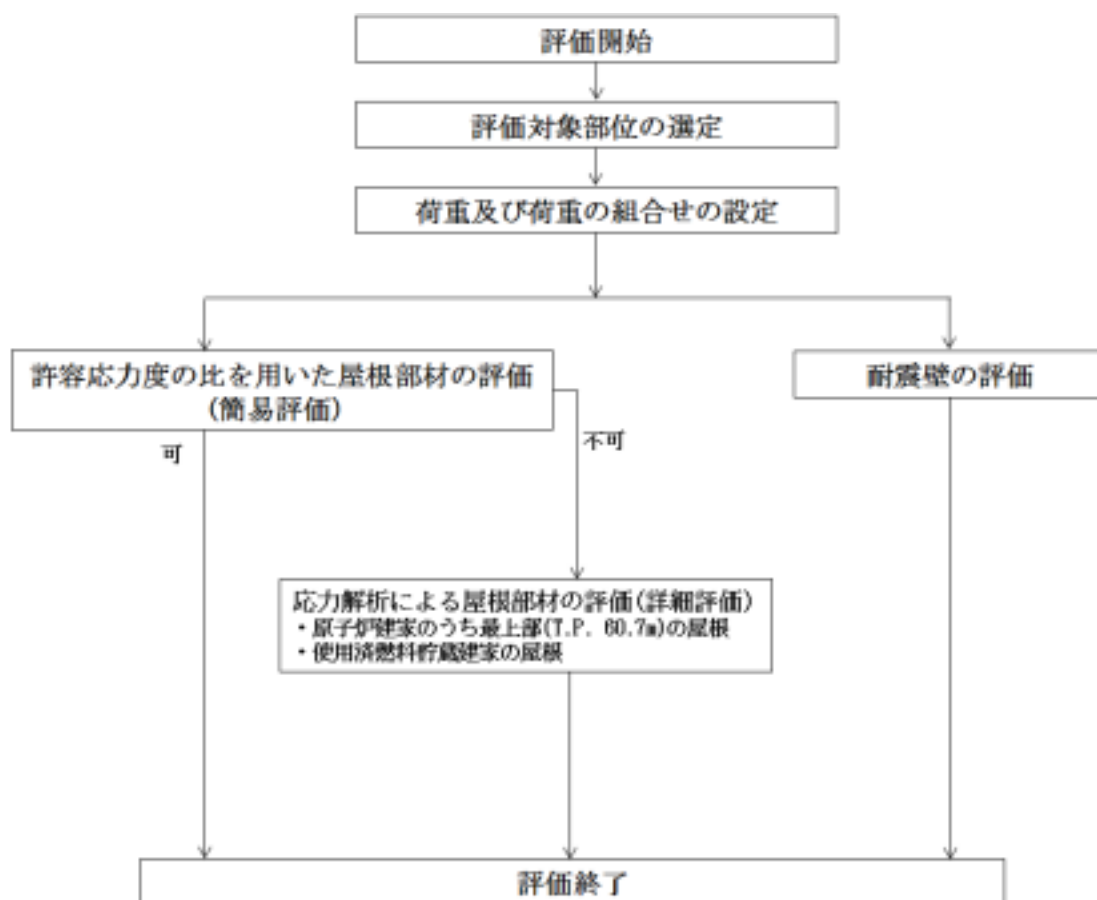 評価開始
評価対象部位の選定
荷重及び荷重の組合せの設定
許容応力度の比を用いた屋根部材の評価
(簡易評価)
耐震壁の評価
可
不可
応力解析による屋根部材の評価(詳細評価)
・原子炉建家のうち最上部(T.P. 60.7m)の屋根
・使用済燃料貯蔵建家の屋根
評価終了